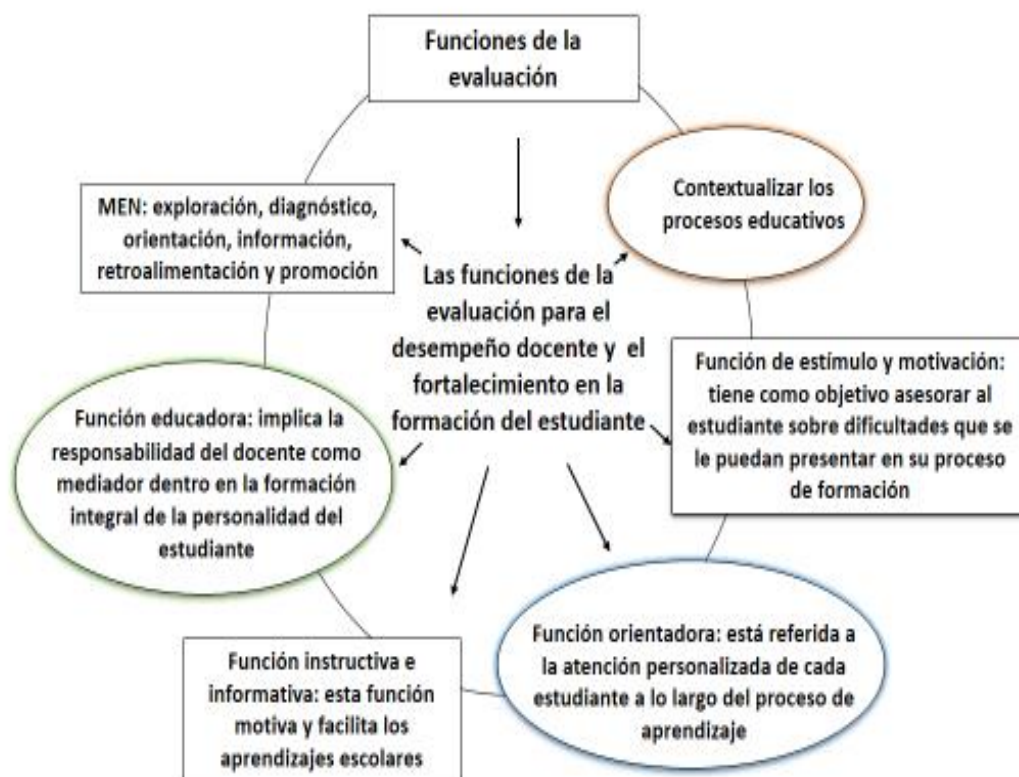 Funciones de la
evaluación
Contextualizar los
procesos educativos
MEN: exploración, diagnóstico,
orientación, información,
retroalimentación y promoción
Las funciones de la
evaluación para el
desempeño docente y el
fortalecimiento en la
formación del estudiante
Función de estímulo y motivación:
tiene como objetivo asesorar al
estudiante sobre dificultades que se
le puedan presentar en su proceso
de formación
Función educadora: implica la
responsabilidad del docente como
mediador dentro en la formación
integral de la personalidad del
estudiante
Función orientadora: está referida a
la atención personalizada de cada
estudiante a lo largo del proceso de
aprendizaje
Función instructiva e
informativa: esta función
motiva y facilita los
aprendizajes escolares